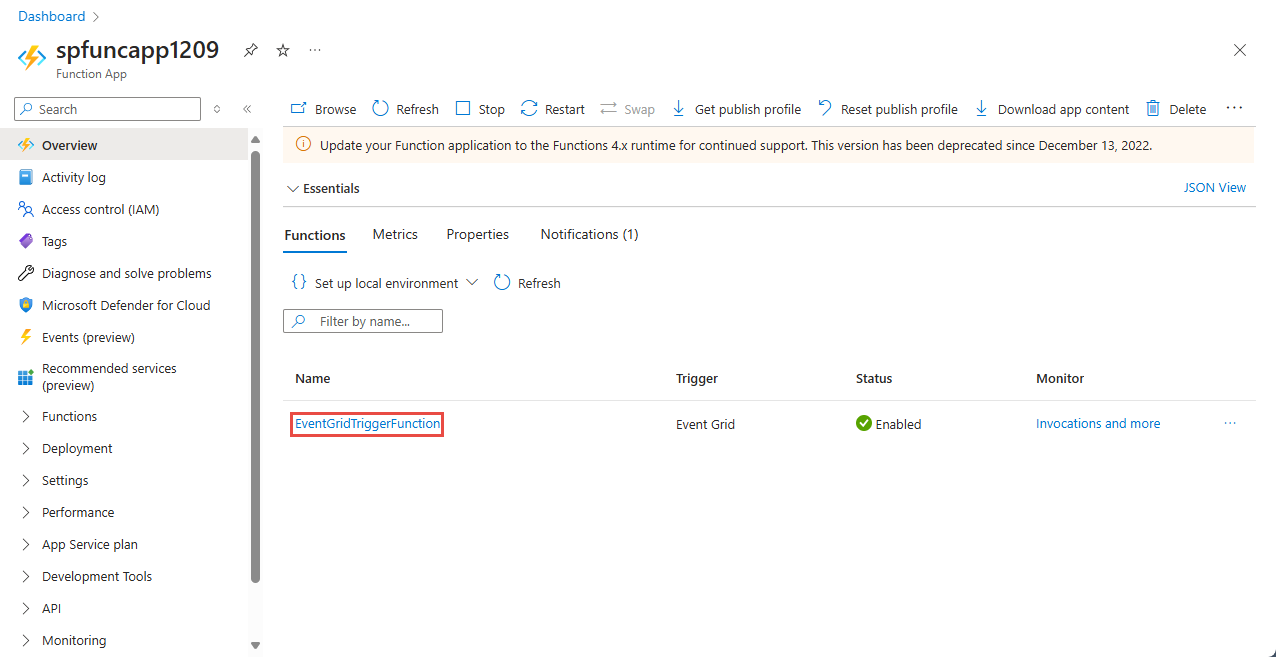 Dashboard
spfuncapp1209
Function App
Search
Overview
Activity log
Access control (IAM)
Tags
Diagnose and solve problems
Microsoft Defender for Cloud
Events (preview)
Recommended services
(preview)
Functions
Deployment
Settings
Performance
App Service plan
Development Tools
API
Monitoring
Browse Refresh Stop Restart Swap Get publish profile Reset publish profile Download app content Delete
Update your Function application to the Functions 4.x runtime for continued support. This version has been deprecated since December 13, 2022.
Essentials JSON View
Functions Metrics Properties Notifications (1)
Set up local environment Refresh
Filter by name...
Name Trigger Status Monitor
EventGridTriggerFunction Event Grid Enabled Invocations and more